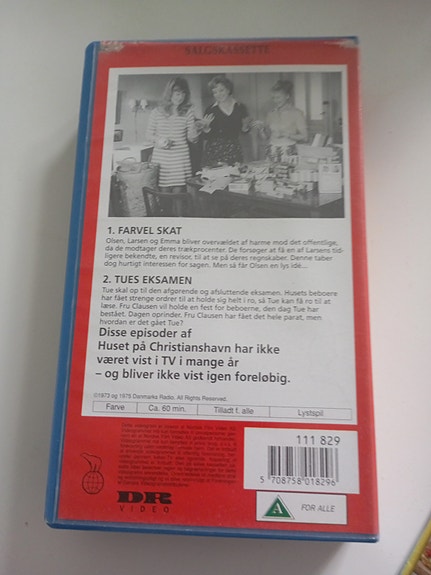 SALGSKASSETTE
1. FARVEL SKAT
Olsen, Larsen og Emma bliver overvældet af harme mod det offentlige,
da de modtager deres trækprocenter. De forsøger at få en af Larsens tid-
ligere bekendte, en revisor, til at se på deres regnskaber. Denne taber
dog hurtigt interessen for sagen. Men så får Olsen en lys idé...
2. TUES EKSAMEN
Tue skal op til den afgørende og afsluttende eksamen. Husets beboere
har fået strenge ordrer til at holde sig helt i ro, så Tue kan få ro til at
læse. Fru Clausen vil holde en fest for beboerne, den dag Tue har
bestået. Dagen oprinder. Fru Clausen har fået det hele parat, men
hvordan er det gået Tue?
Disse episoder af
Huset på Christianshavn har ikke
været vist i TV i mange år
– og bliver ikke vist igen foreløbig.
©1973 og 1975 Danmarks Radio. All Rights Reserved.
Farve Ca. 60 min. Tilladt f. alle Lystspil
111 829
5 708758 018296
DR
VIDEO
A FOR ALLE